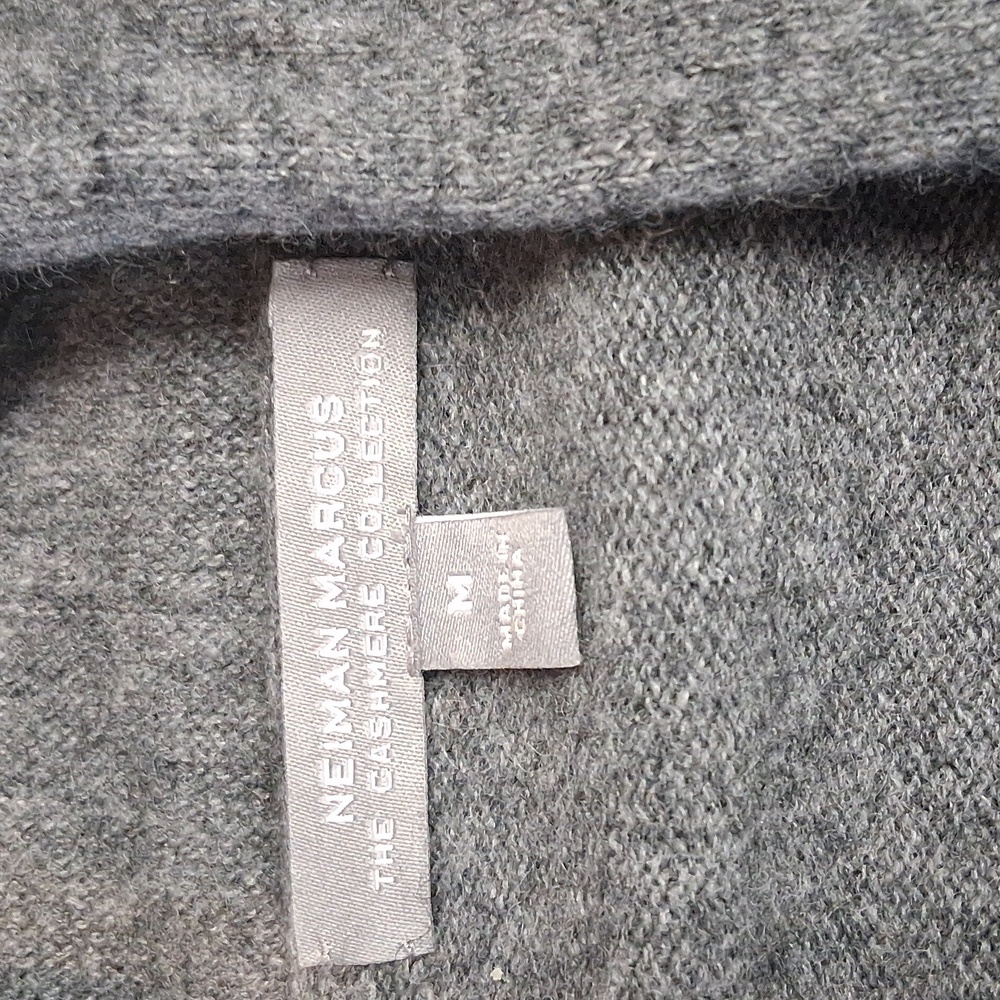 NEIMAN MARCUS
THE CASHMERE COLLECTION
M
MADE IN
CHINA